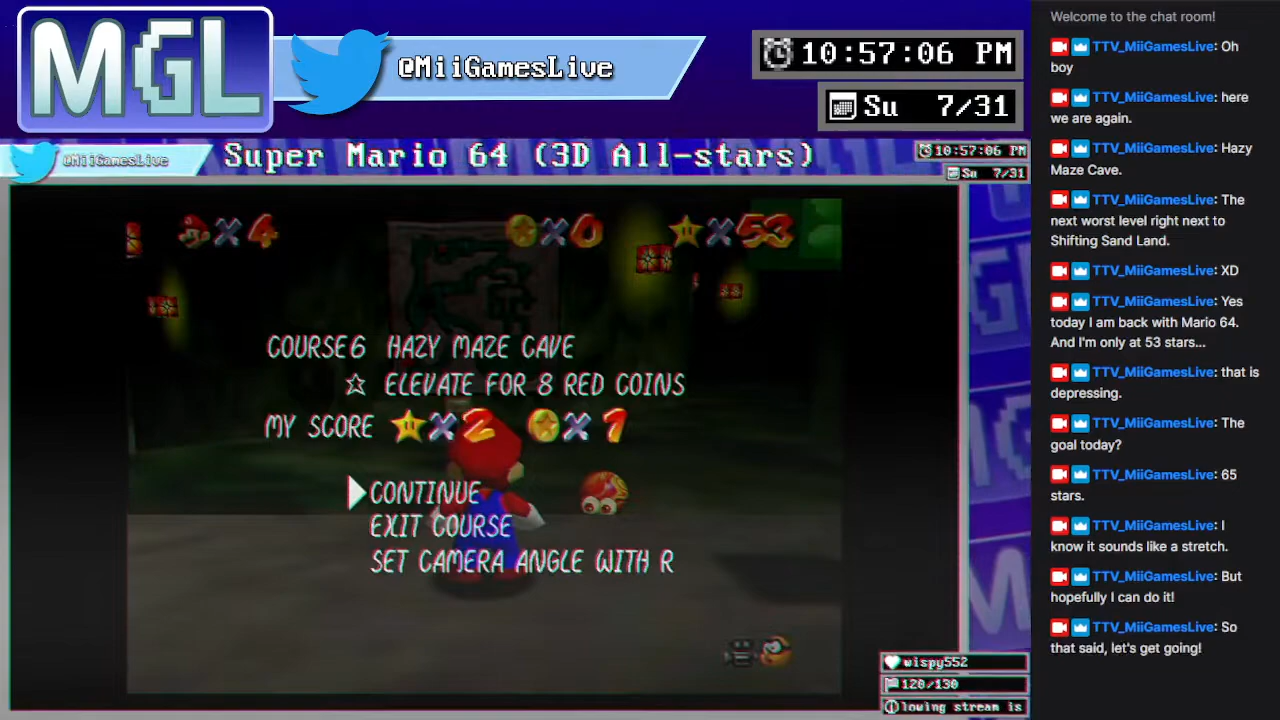 MGL
@MiiGamesLive
10:57:06 PM
Su 7/31
@MiiGamesLive
Super Mario 64 (3D All-stars)
10:57:06 PM
Su 7/31
×4
×0
×53
COURSE6 HAZY MAZE CAVE
☆ ELEVATE FOR 8 RED COINS
MY SCORE ×2 ×1
CONTINUE
EXIT COURSE
SET CAMERA ANGLE WITH R
wispy552
120/130
lowing stream is
Welcome to the chat room!
TTV_MiiGamesLive: Oh
boy
TTV_MiiGamesLive: here
we are again.
TTV_MiiGamesLive: Hazy
Maze Cave.
TTV_MiiGamesLive: The
next worst level right next to
Shifting Sand Land.
TTV_MiiGamesLive: XD
TTV_MiiGamesLive: Yes
today I am back with Mario 64.
And I'm only at 53 stars...
TTV_MiiGamesLive: that is
depressing.
TTV_MiiGamesLive: The
goal today?
TTV_MiiGamesLive: 65
stars.
TTV_MiiGamesLive: I
know it sounds like a stretch.
TTV_MiiGamesLive: But
hopefully I can do it!
TTV_MiiGamesLive: So
that said, let's get going!